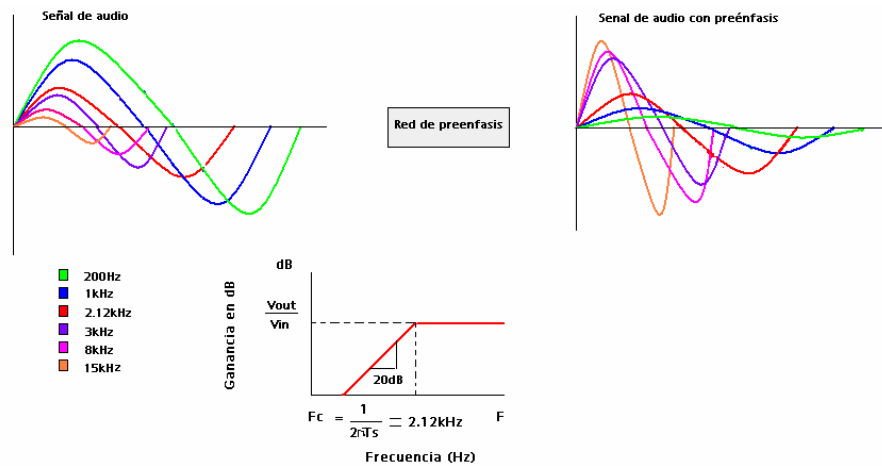 Señal de audio
Senal de audio con preénfasis
Red de preenfasis
200Hz
1kHz
2.12kHz
3kHz
8kHz
15kHz
dB
Ganancia en dB
Vout
Vin
20dB
Fc = 1 = 2.12kHz F
2πTs
Frecuencia (Hz)